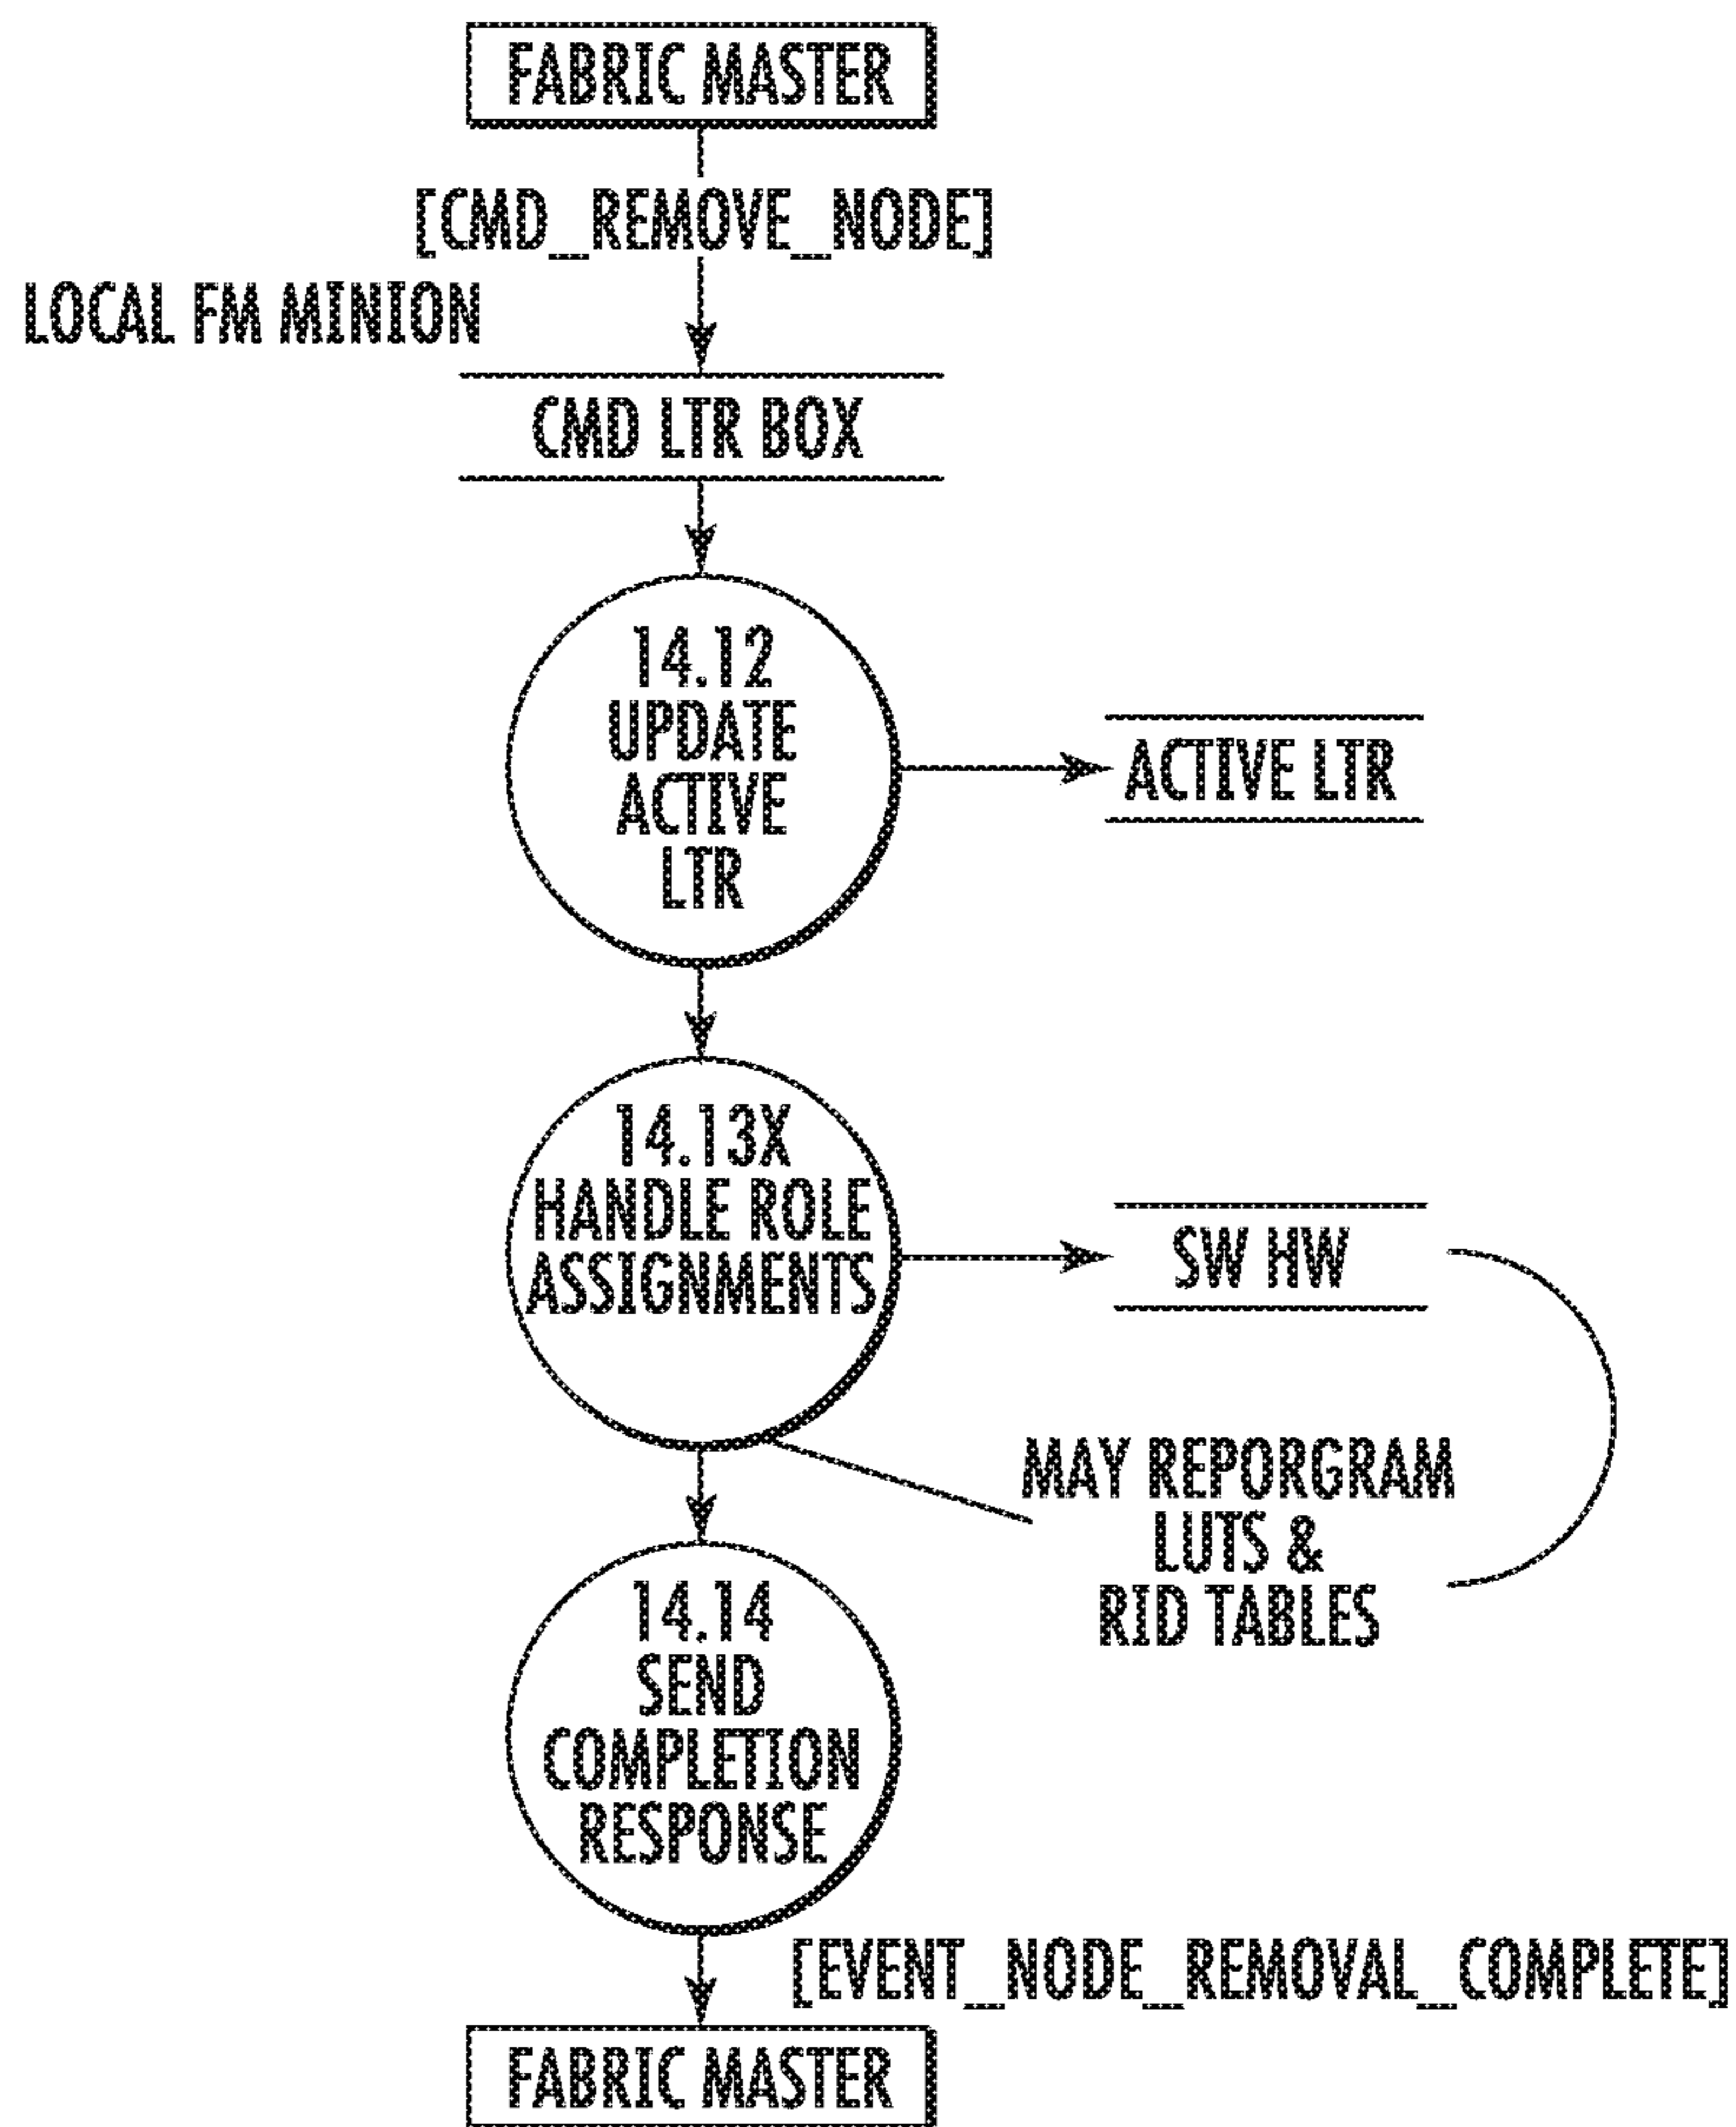 FABRIC MASTER
[CMD_REMOVE_NODE]
LOCAL FM MINION
CMD LTR BOX
14.12
UPDATE
ACTIVE
LTR
ACTIVE LTR
14.13X
HANDLE ROLE
ASSIGNMENTS
SW HW
MAY REPORGRAM
LUTS &
RID TABLES
14.14
SEND
COMPLETION
RESPONSE
[EVENT_NODE_REMOVAL_COMPLETE]
FABRIC MASTER